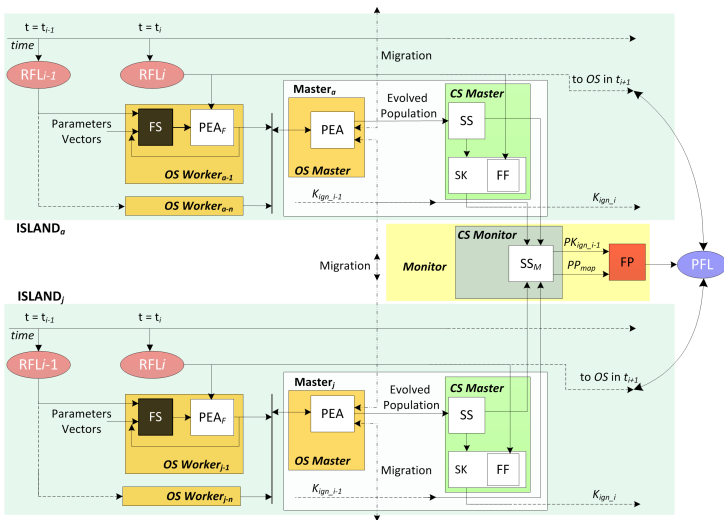 t = ti-1
t = ti
time
RFLi-1
RFLi
Migration
to OS in ti+1
Mastera
Evolved
Population
CS Master
Parameters
Vectors
FS
PEAF
PEA
SS
OS Workera-1
OS Master
SK
FF
OS Workera-n
Kign_i-1
Kign_i
ISLANDa
CS Monitor
PKign_i-1
Monitor
SSM
FP
PFL
PPmap
Migration
ISLANDj
t = ti-1
t = ti
time
RFLi-1
RFLi
to OS in ti+1
Masterj
Evolved
Population
CS Master
Parameters
Vectors
FS
PEAF
PEA
SS
OS Workerj-1
OS Master
Migration
SK
FF
OS Workerj-n
Kign_i-1
Kign_i